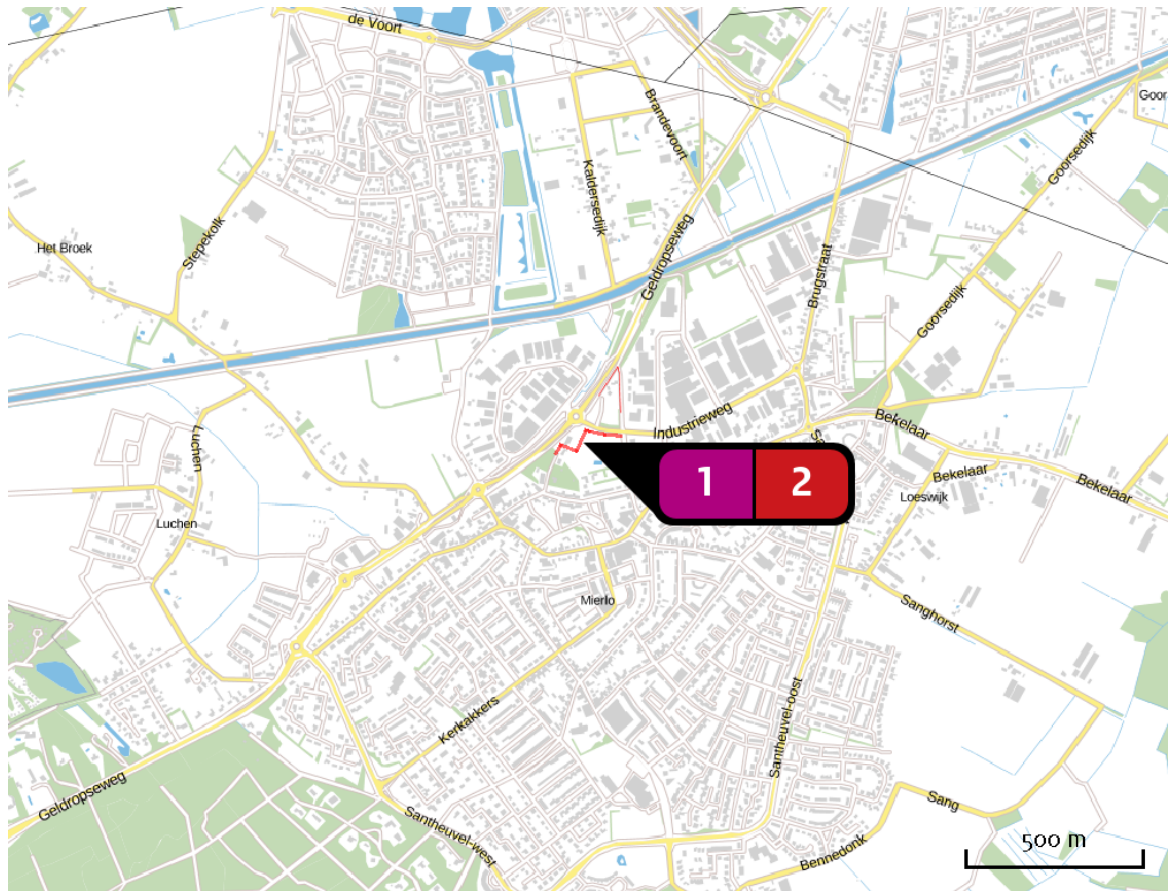 de Voort
Goor
Brandevoort
Kaldersedijk
Goorsedijk
Stepekolk
Het Broek
Geldropseweg
Brugstraat
Goorsedijk
Luchen
Industrieweg
Bekelaar
Sa
1 2
Bekelaar
Bekelaar
Loeswijk
Luchen
Mierlo
Sanghorst
Kerkakkers
Santheuvel-oost
Geldropseweg
Santheuvel-west
Sang
Bennedonk
500 m